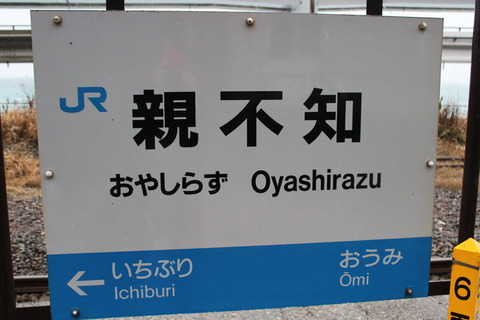 JR
親不知
おやしらず Oyashirazu
← いちぶり おうみ
Ichiburi Ōmi
6